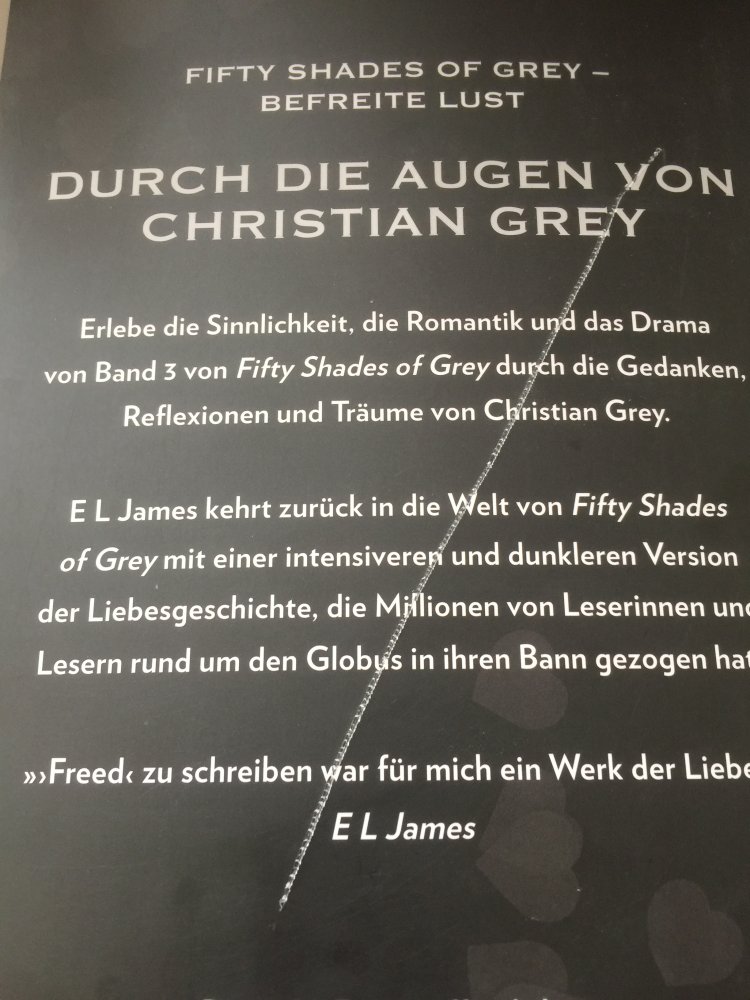 FIFTY SHADES OF GREY –
BEFREITE LUST
DURCH DIE AUGEN VON
CHRISTIAN GREY
Erlebe die Sinnlichkeit, die Romantik und das Drama
von Band 3 von Fifty Shades of Grey durch die Gedanken,
Reflexionen und Träume von Christian Grey.
E L James kehrt zurück in die Welt von Fifty Shades
of Grey mit einer intensiveren und dunkleren Version
der Liebesgeschichte, die Millionen von Leserinnen und
Lesern rund um den Globus in ihren Bann gezogen hat
»›Freed‹ zu schreiben war für mich ein Werk der Liebe
E L James